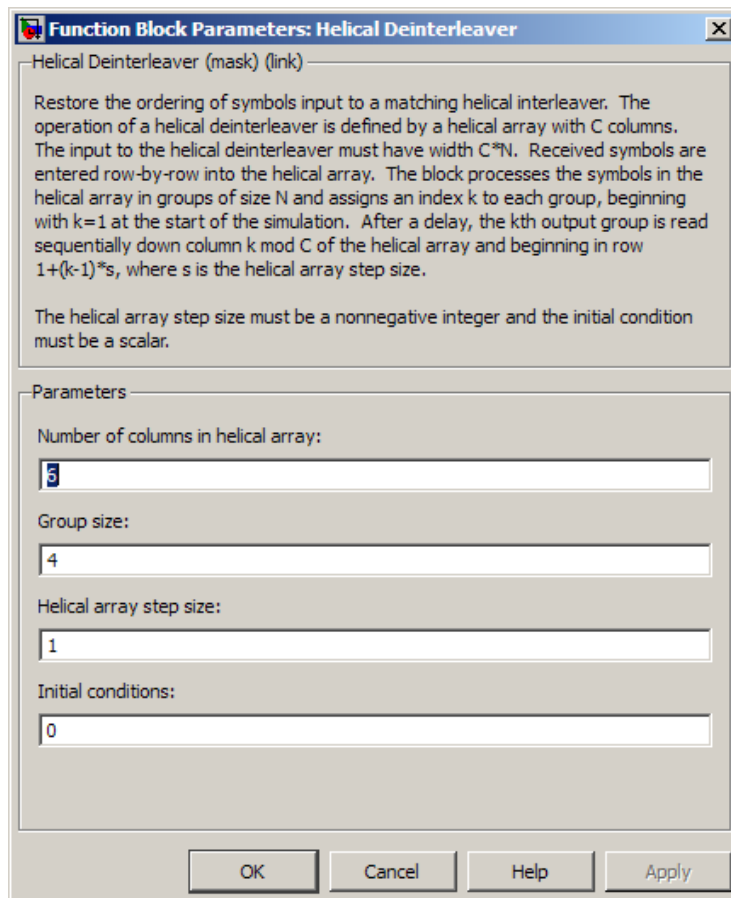 Function Block Parameters: Helical Deinterleaver
Helical Deinterleaver (mask) (link)
Restore the ordering of symbols input to a matching helical interleaver. The
operation of a helical deinterleaver is defined by a helical array with C columns.
The input to the helical deinterleaver must have width C*N. Received symbols are
entered row-by-row into the helical array. The block processes the symbols in the
helical array in groups of size N and assigns an index k to each group, beginning
with k=1 at the start of the simulation. After a delay, the kth output group is read
sequentially down column k mod C of the helical array and beginning in row
1+(k-1)*s, where s is the helical array step size.
The helical array step size must be a nonnegative integer and the initial condition
must be a scalar.
Parameters
Number of columns in helical array:
6
Group size:
4
Helical array step size:
1
Initial conditions:
0
OK
Cancel
Help
Apply